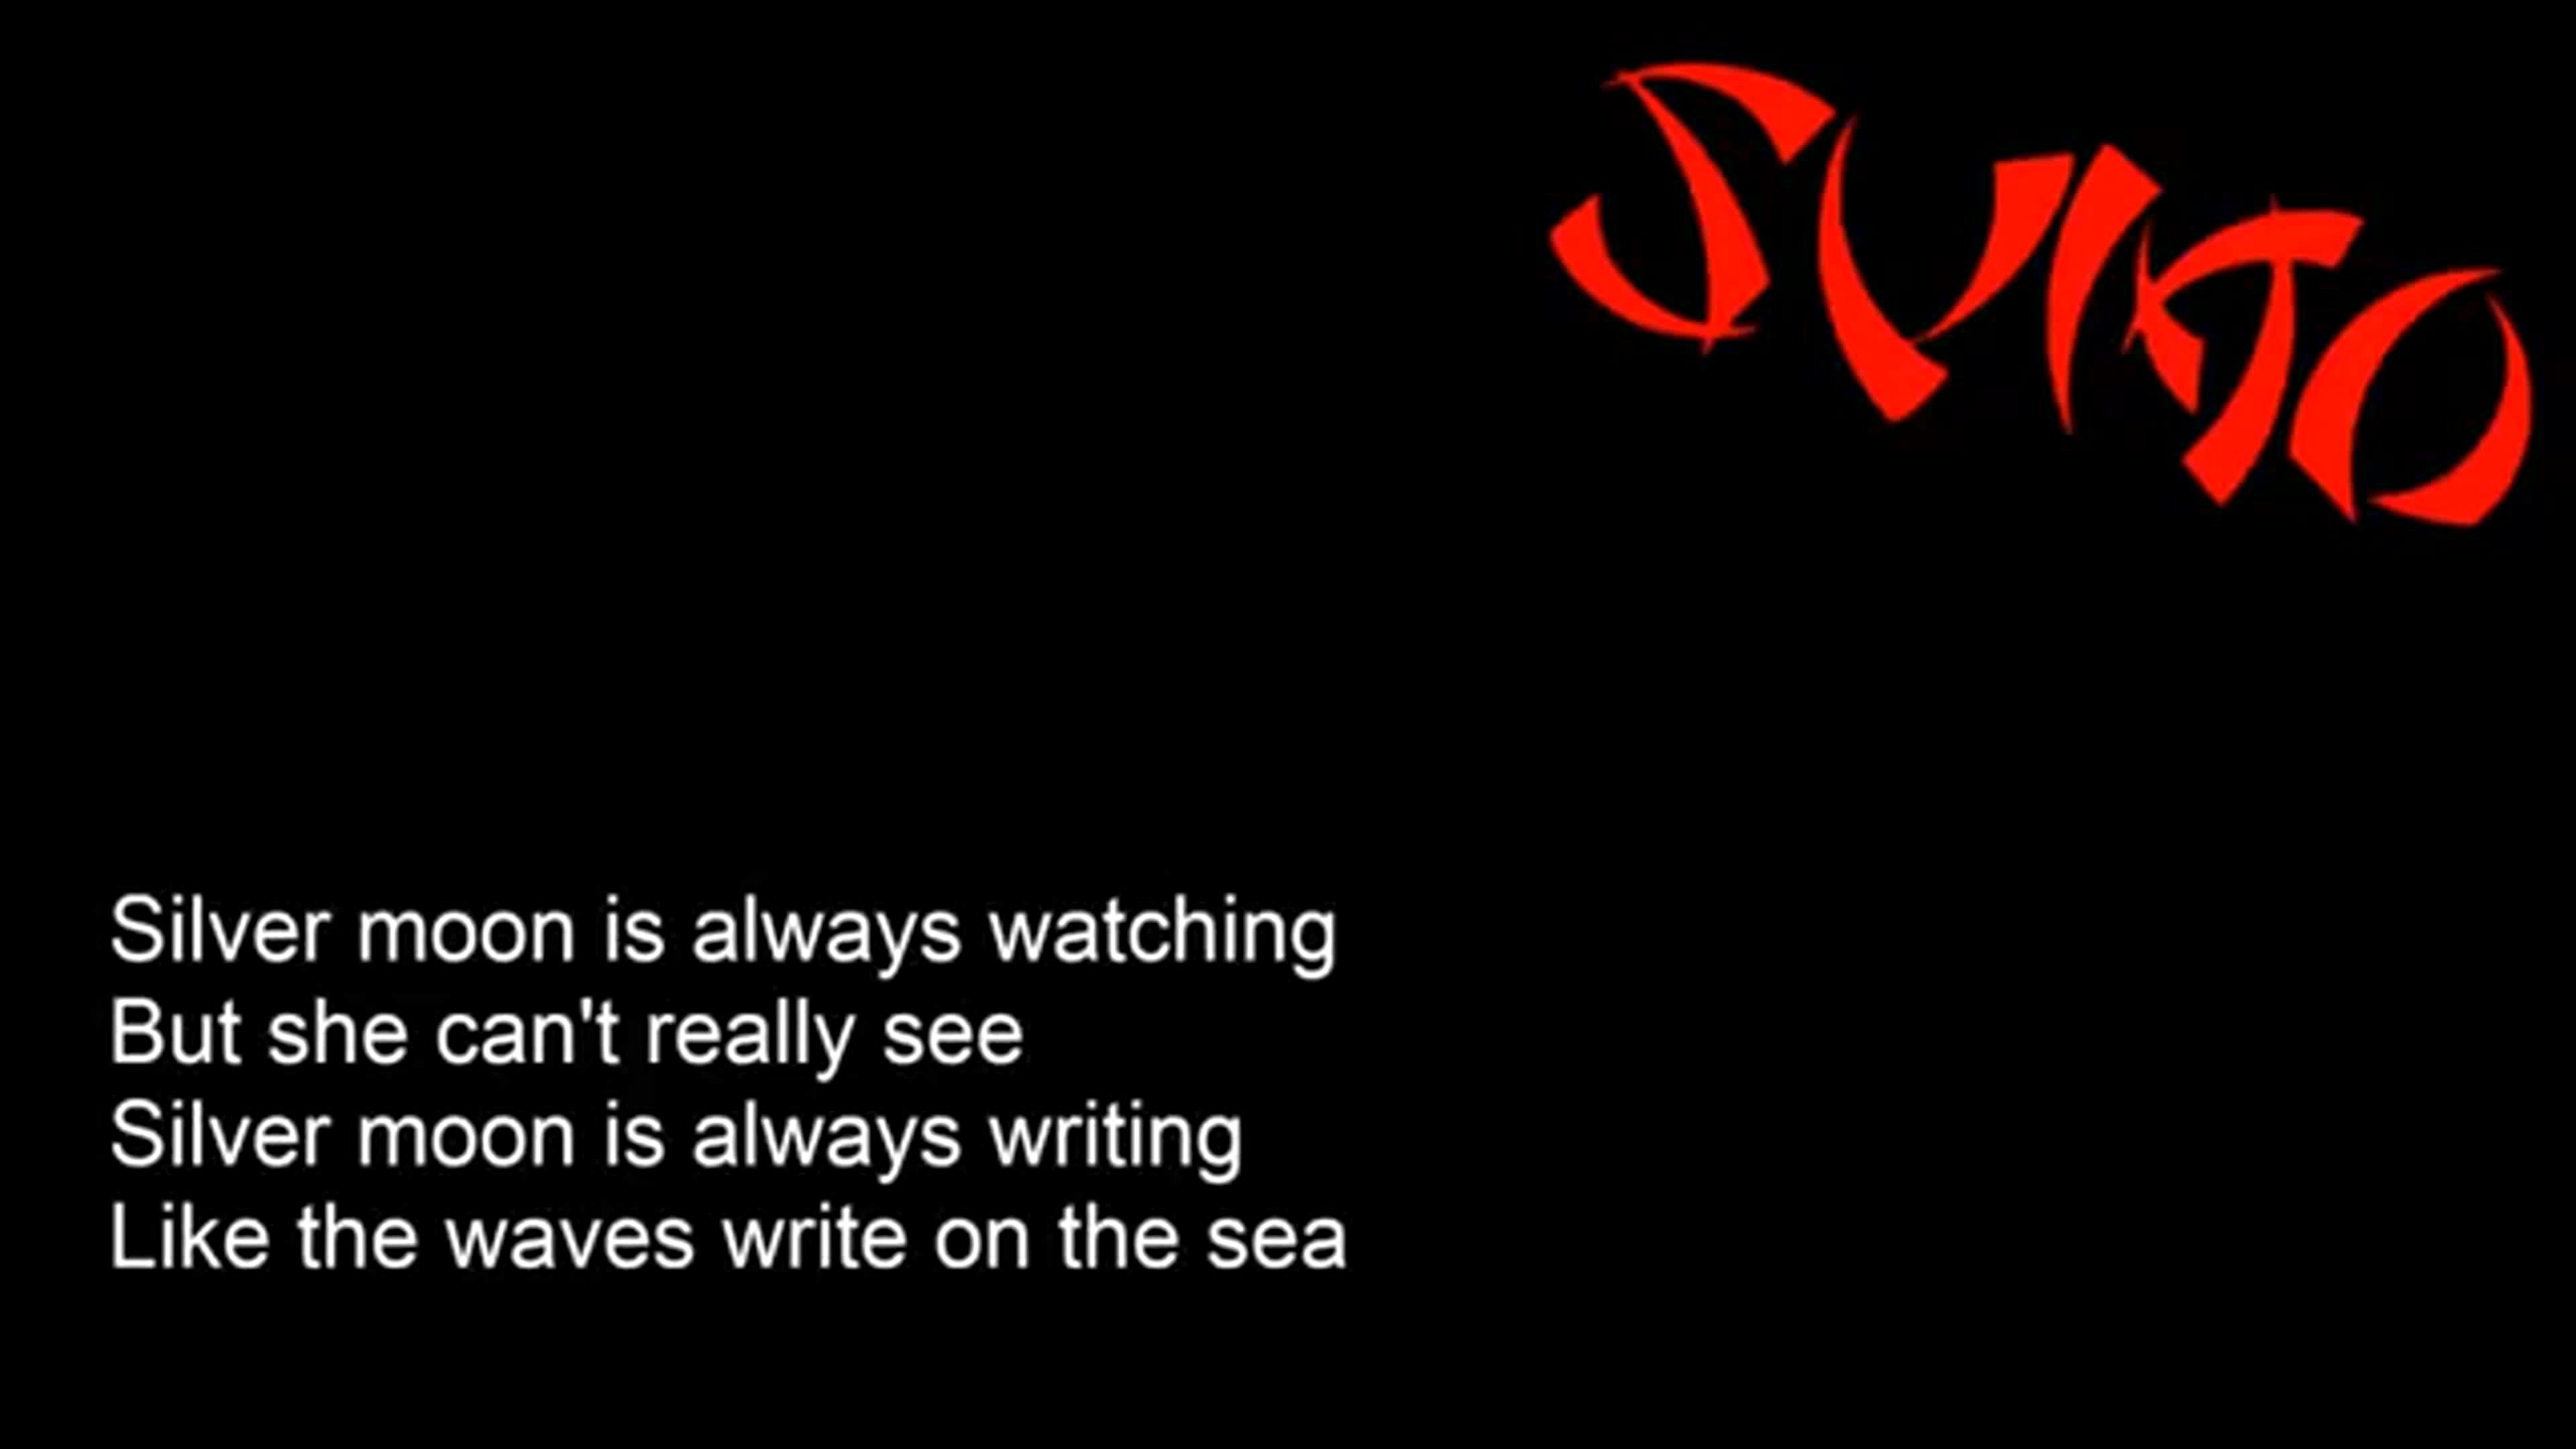 SUKTO
Silver moon is always watching
But she can't really see
Silver moon is always writing
Like the waves write on the sea